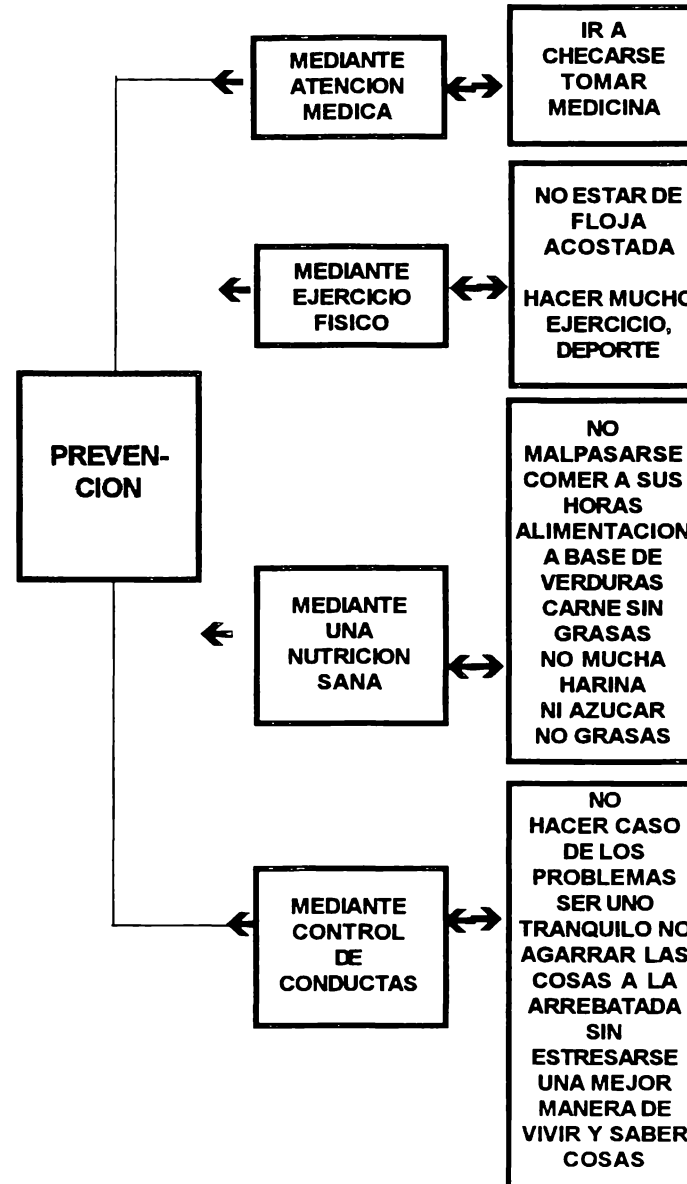 MEDIANTE
ATENCION
MEDICA
IR A
CHECARSE
TOMAR
MEDICINA
MEDIANTE
EJERCICIO
FISICO
NO ESTAR DE
FLOJA
ACOSTADA
HACER MUCHO
EJERCICIO,
DEPORTE
PREVEN-
CION
MEDIANTE
UNA
NUTRICION
SANA
NO
MALPASARSE
COMER A SUS
HORAS
ALIMENTACION
A BASE DE
VERDURAS
CARNE SIN
GRASAS
NO MUCHA
HARINA
NI AZUCAR
NO GRASAS
MEDIANTE
CONTROL
DE
CONDUCTAS
NO
HACER CASO
DE LOS
PROBLEMAS
SER UNO
TRANQUILO NO
AGARRAR LAS
COSAS A LA
ARREBATADA
SIN
ESTRESARSE
UNA MEJOR
MANERA DE
VIVIR Y SABER
COSAS